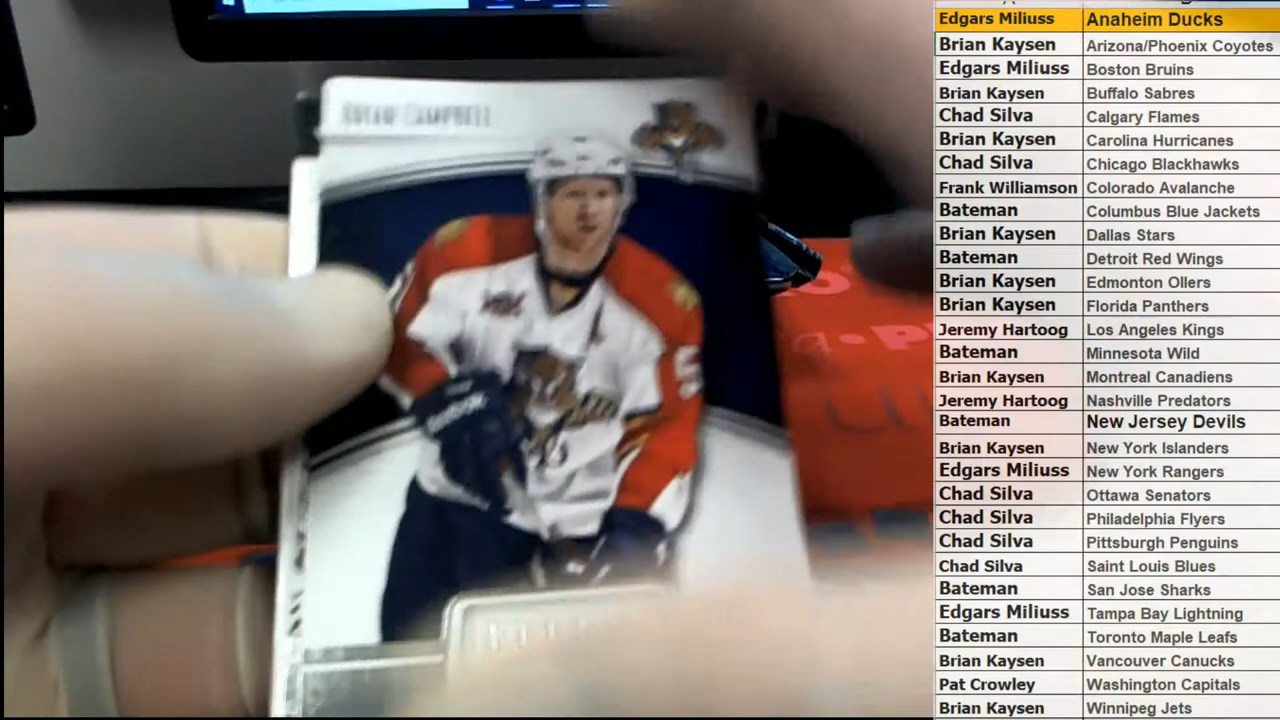 BRIAN CAMPBELL
Reebok
Edgars Miliuss Anaheim Ducks
Brian Kaysen Arizona/Phoenix Coyotes
Edgars Miliuss Boston Bruins
Brian Kaysen Buffalo Sabres
Chad Silva Calgary Flames
Brian Kaysen Carolina Hurricanes
Chad Silva Chicago Blackhawks
Frank Williamson Colorado Avalanche
Bateman Columbus Blue Jackets
Brian Kaysen Dallas Stars
Bateman Detroit Red Wings
Brian Kaysen Edmonton Oilers
Brian Kaysen Florida Panthers
Jeremy Hartoog Los Angeles Kings
Bateman Minnesota Wild
Brian Kaysen Montreal Canadiens
Jeremy Hartoog Nashville Predators
Bateman New Jersey Devils
Brian Kaysen New York Islanders
Edgars Miliuss New York Rangers
Chad Silva Ottawa Senators
Chad Silva Philadelphia Flyers
Chad Silva Pittsburgh Penguins
Chad Silva Saint Louis Blues
Bateman San Jose Sharks
Edgars Miliuss Tampa Bay Lightning
Bateman Toronto Maple Leafs
Brian Kaysen Vancouver Canucks
Pat Crowley Washington Capitals
Brian Kaysen Winnipeg Jets